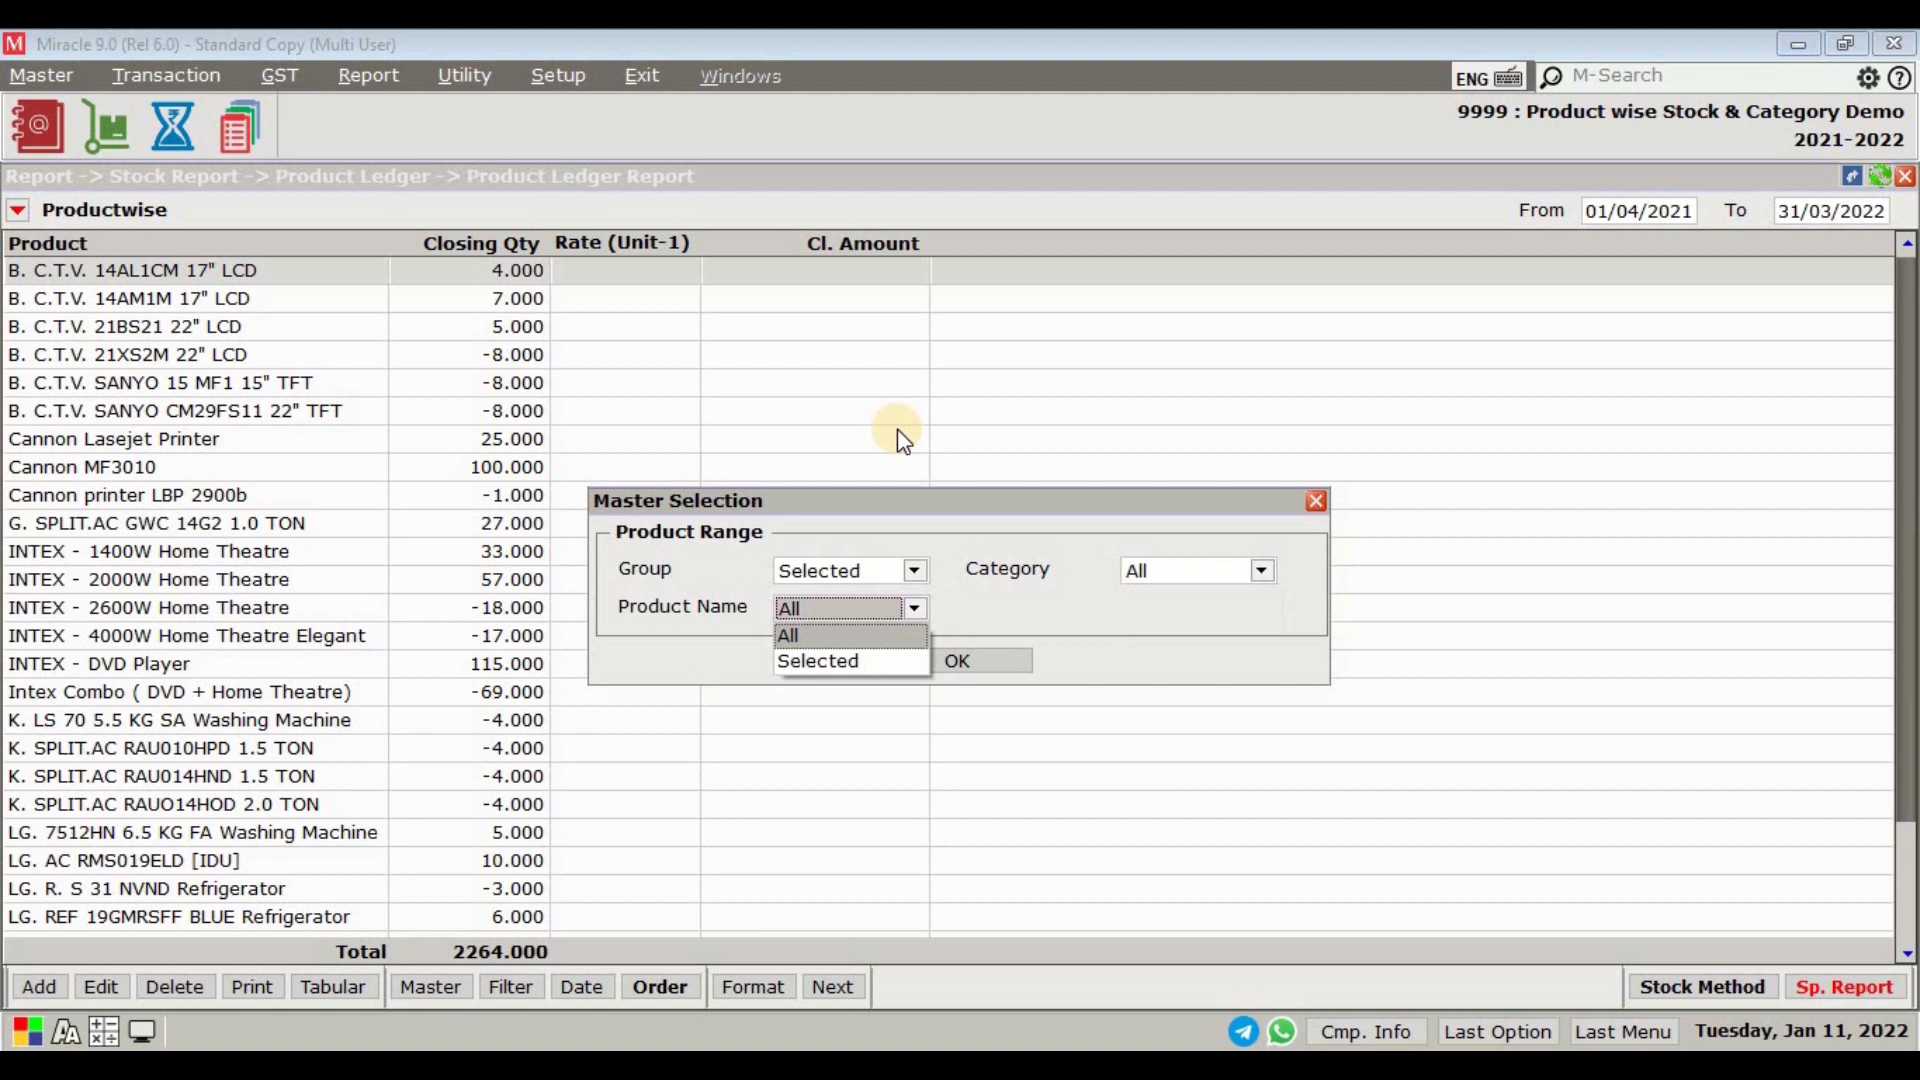 M Miracle 9.0 (Rel 6.0) - Standard Copy (Multi User)
Master Transaction GST Report Utility Setup Exit Windows ENG M-Search
9999 : Product wise Stock & Category Demo
2021-2022
Report -> Stock Report -> Product Ledger -> Product Ledger Report
Productwise From 01/04/2021 To 31/03/2022
Product Closing Qty Rate (Unit-1) Cl. Amount
B. C.T.V. 14AL1CM 17" LCD 4.000
B. C.T.V. 14AM1M 17" LCD 7.000
B. C.T.V. 21BS21 22" LCD 5.000
B. C.T.V. 21XS2M 22" LCD -8.000
B. C.T.V. SANYO 15 MF1 15" TFT -8.000
B. C.T.V. SANYO CM29FS11 22" TFT -8.000
Cannon Lasejet Printer 25.000
Cannon MF3010 100.000
Cannon printer LBP 2900b -1.000
G. SPLIT.AC GWC 14G2 1.0 TON 27.000
INTEX - 1400W Home Theatre 33.000
INTEX - 2000W Home Theatre 57.000
INTEX - 2600W Home Theatre -18.000
INTEX - 4000W Home Theatre Elegant -17.000
INTEX - DVD Player 115.000
Intex Combo ( DVD + Home Theatre) -69.000
K. LS 70 5.5 KG SA Washing Machine -4.000
K. SPLIT.AC RAU010HPD 1.5 TON -4.000
K. SPLIT.AC RAU014HND 1.5 TON -4.000
K. SPLIT.AC RAUO14HOD 2.0 TON -4.000
LG. 7512HN 6.5 KG FA Washing Machine 5.000
LG. AC RMS019ELD [IDU] 10.000
LG. R. S 31 NVND Refrigerator -3.000
LG. REF 19GMRSFF BLUE Refrigerator 6.000
Total 2264.000
Master Selection
Product Range
Group Selected Category All
Product Name All
All
Selected OK
Add Edit Delete Print Tabular Master Filter Date Order Format Next Stock Method Sp. Report
Cmp. Info Last Option Last Menu Tuesday, Jan 11, 2022